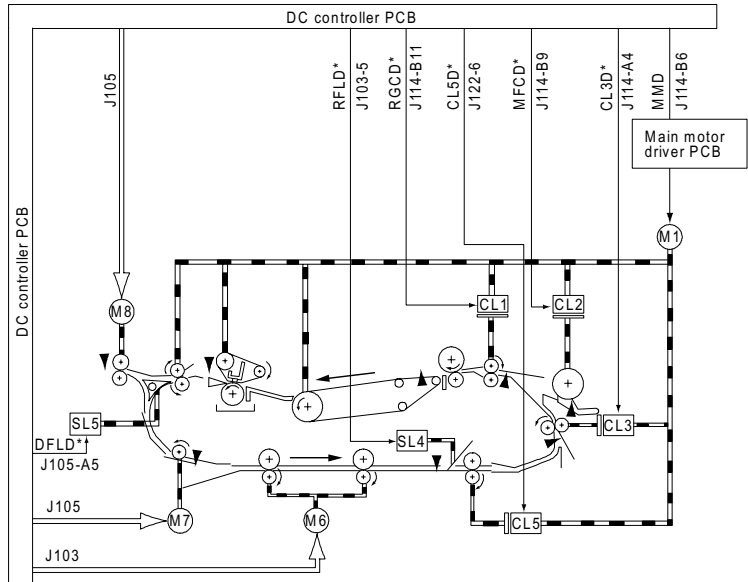 DC controller PCB
DC controller PCB
J105
RFLD*
J103-5
RGCD*
J114-B11
CL5D*
J122-6
MFCD*
J114-B9
CL3D*
J114-A4
MMD
J114-B6
Main motor
driver PCB
M1
M8
CL1
CL2
SL5
SL4
CL3
DFLD*
J105-A5
J105
M7
M6
CL5
J103